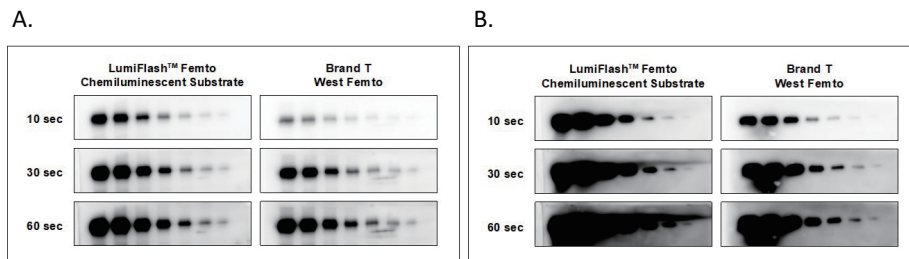 A.
B.
LumiFlash™ Femto
Chemiluminescent Substrate
Brand T
West Femto
10 sec
30 sec
60 sec
LumiFlash™ Femto
Chemiluminescent Substrate
Brand T
West Femto
10 sec
30 sec
60 sec